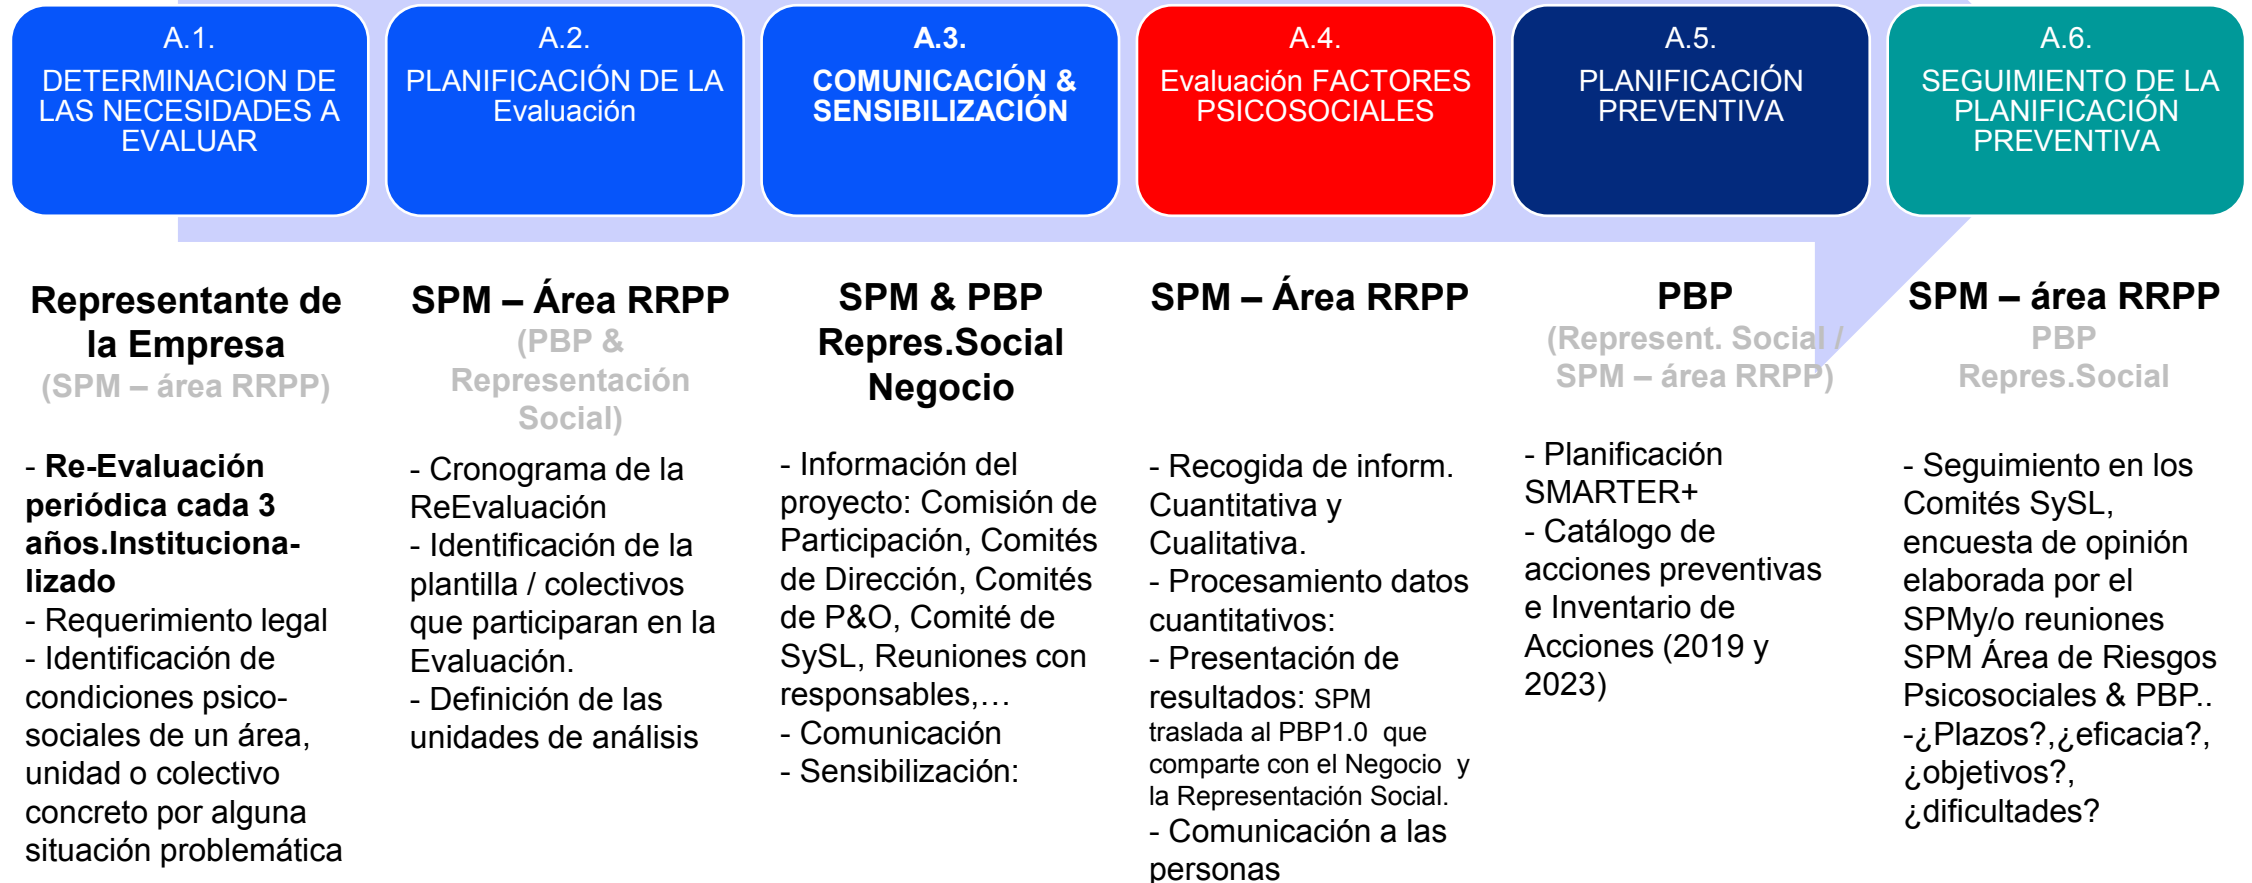 A.1.
DETERMINACION DE
LAS NECESIDADES A
EVALUAR
A.2.
PLANIFICACIÓN DE LA
Evaluación
A.3.
COMUNICACIÓN &
SENSIBILIZACIÓN
A.4.
Evaluación FACTORES
PSICOSOCIALES
A.5.
PLANIFICACIÓN
PREVENTIVA
A.6.
SEGUIMIENTO DE LA
PLANIFICACIÓN
PREVENTIVA
Representante de
la Empresa
(SPM – área RRPP)
- Re-Evaluación
periódica cada 3
años.Instituciona-
lizado
- Requerimiento legal
- Identificación de
condiciones psico-
sociales de un área,
unidad o colectivo
concreto por alguna
situación problemática
SPM – Área RRPP
(PBP &
Representación
Social)
- Cronograma de la
ReEvaluación
- Identificación de la
plantilla / colectivos
que participaran en la
Evaluación.
- Definición de las
unidades de análisis
SPM & PBP
Repres.Social
Negocio
- Información del
proyecto: Comisión de
Participación, Comités
de Dirección, Comités
de P&O, Comité de
SySL, Reuniones con
responsables,…
- Comunicación
- Sensibilización:
SPM – Área RRPP
- Recogida de inform.
Cuantitativa y
Cualitativa.
- Procesamiento datos
cuantitativos:
- Presentación de
resultados: SPM
traslada al PBP1.0 que
comparte con el Negocio y
la Representación Social.
- Comunicación a las
personas
PBP
(Represent. Social /
SPM – área RRPP)
- Planificación
SMARTER+
- Catálogo de
acciones preventivas
e Inventario de
Acciones (2019 y
2023)
SPM – área RRPP
PBP
Repres.Social
- Seguimiento en los
Comités SySL,
encuesta de opinión
elaborada por el
SPMy/o reuniones
SPM Área de Riesgos
Psicosociales & PBP..
-¿Plazos?,¿eficacia?,
¿objetivos?,
¿dificultades?